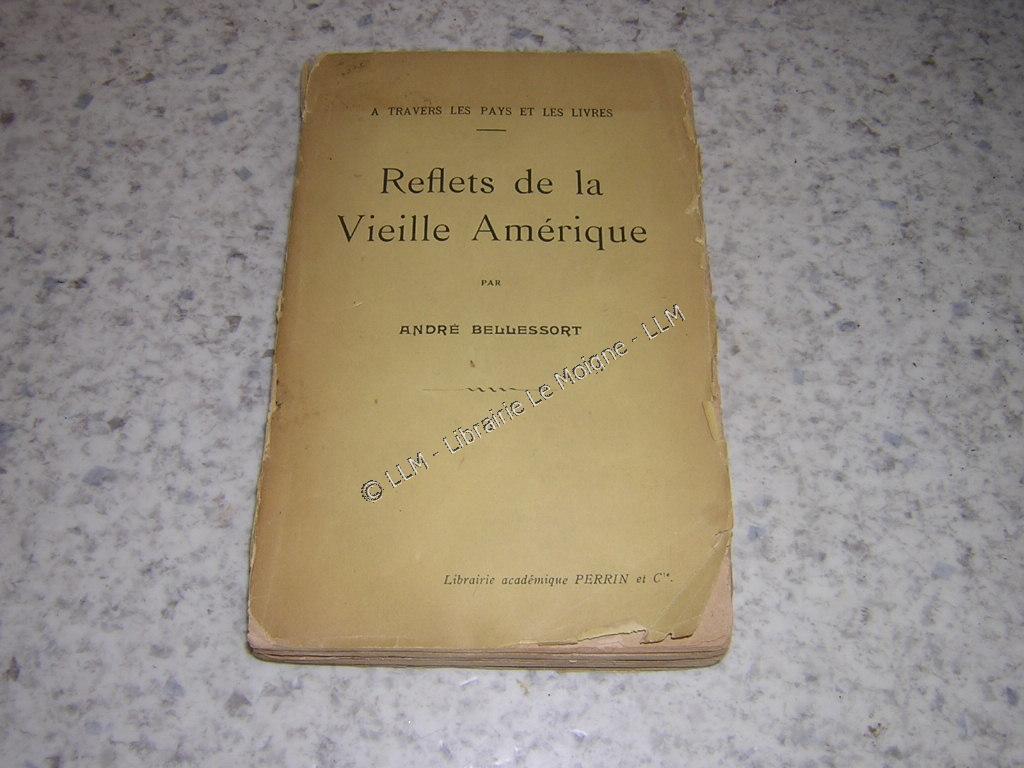 A TRAVERS LES PAYS ET LES LIVRES
Reflets de la
Vieille Amérique
PAR
ANDRÉ BELLESSORT
© LLM - Librairie Le Moigne - LLM
Librairie académique PERRIN et Cie.